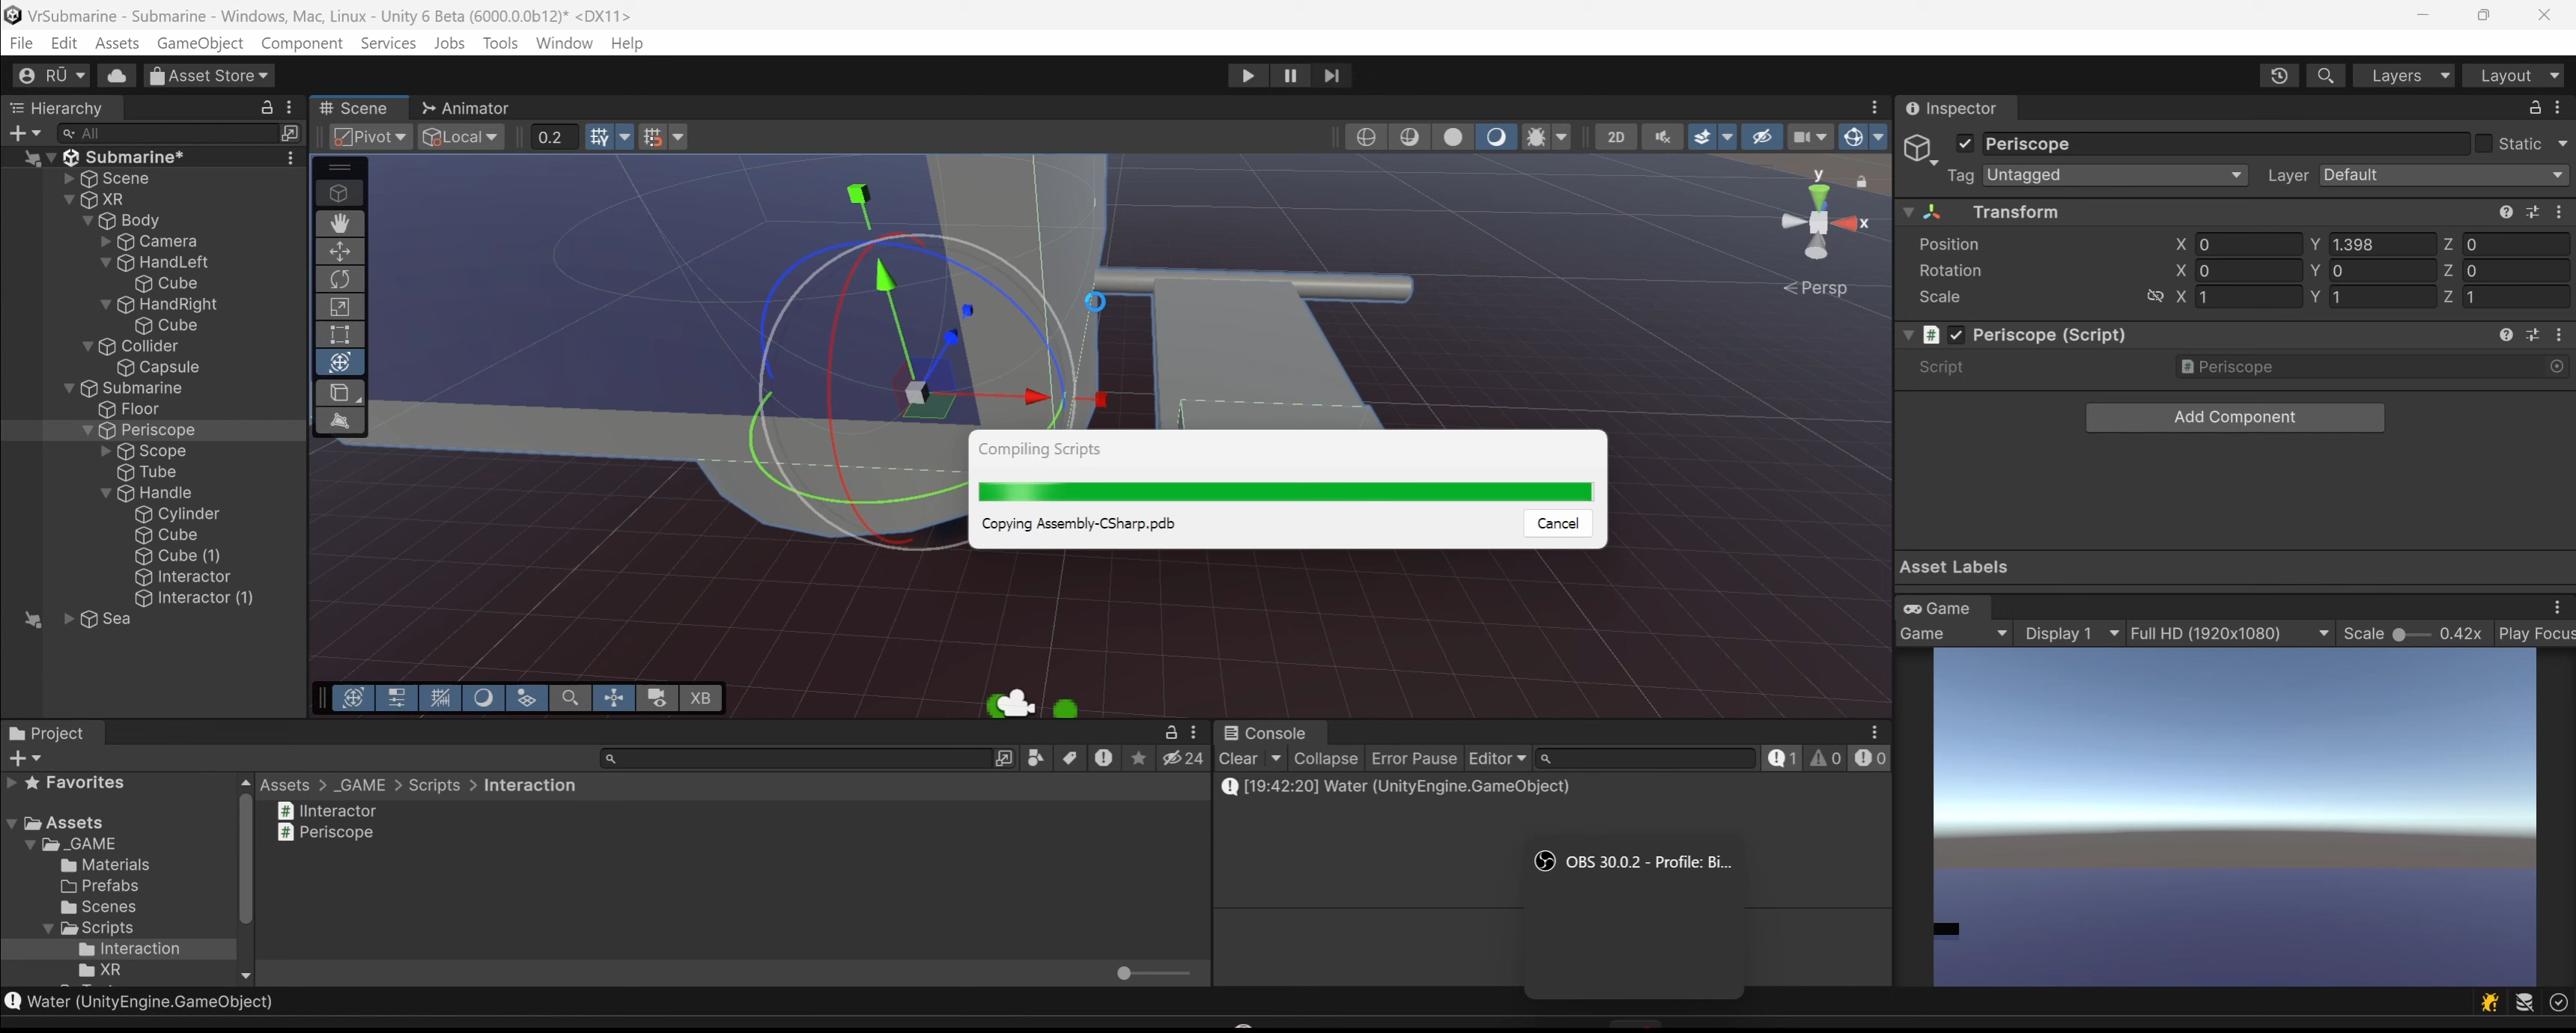 VrSubmarine - Submarine - Windows, Mac, Linux - Unity 6 Beta (6000.0.0b12)* <DX11>
File Edit Assets GameObject Component Services Jobs Tools Window Help
RŪ Asset Store Layers Layout
Hierarchy
All
Submarine*
Scene
XR
Body
Camera
HandLeft
Cube
HandRight
Cube
Collider
Capsule
Submarine
Floor
Periscope
Scope
Tube
Handle
Cylinder
Cube
Cube (1)
Interactor
Interactor (1)
Sea
Scene Animator
Pivot Local 0.2 2D
y
x
Persp
Compiling Scripts
Copying Assembly-CSharp.pdb
Cancel
XB
Inspector
Periscope Static
Tag Untagged Layer Default
Transform
Position X 0 Y 1.398 Z 0
Rotation X 0 Y 0 Z 0
Scale X 1 Y 1 Z 1
Periscope (Script)
Script Periscope
Add Component
Asset Labels
Game
Game Display 1 Full HD (1920x1080) Scale 0.42x Play Focus
Project
24
Favorites
Assets
_GAME
Materials
Prefabs
Scenes
Scripts
Interaction
XR
Assets > _GAME > Scripts > Interaction
IInteractor
Periscope
Console
Clear Collapse Error Pause Editor 1 0 0
[19:42:20] Water (UnityEngine.GameObject)
OBS 30.0.2 - Profile: Bi...
Water (UnityEngine.GameObject)